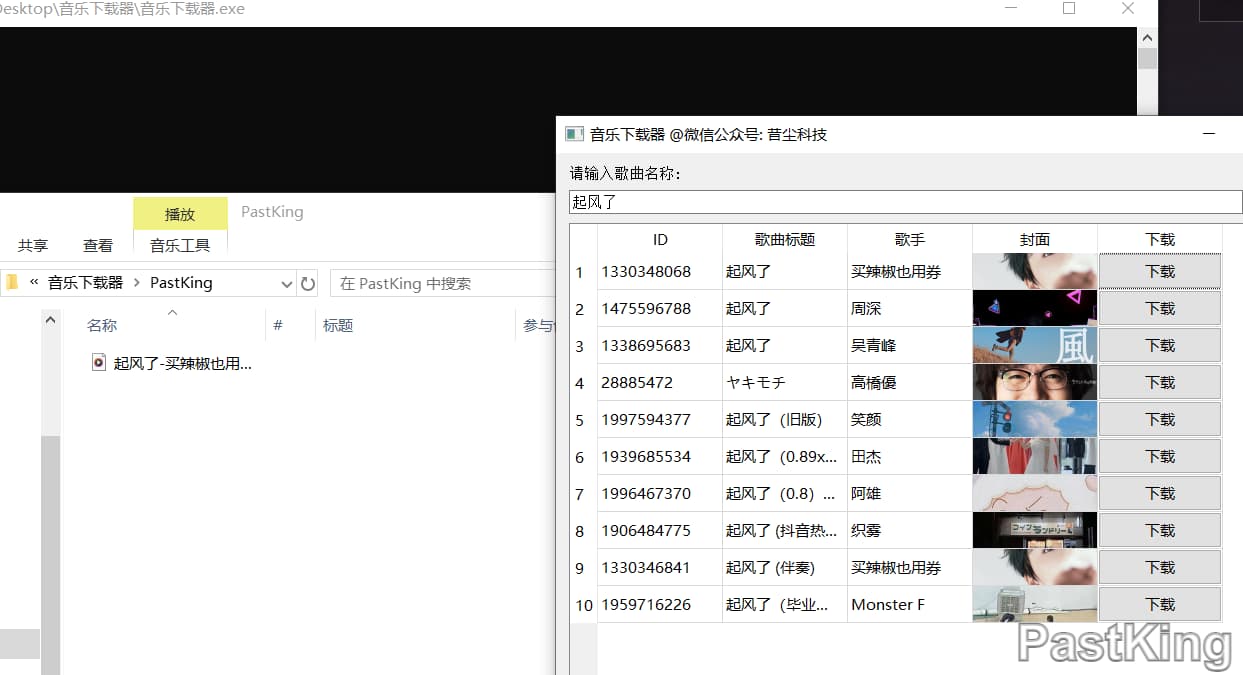 Desktop\音乐下载器\音乐下载器.exe
播放
PastKing
共享
查看
音乐工具
« 音乐下载器 > PastKing
在 PastKing 中搜索
名称
#
标题
参与
起风了-买辣椒也用...
音乐下载器 @微信公众号: 昔尘科技
请输入歌曲名称:
起风了
ID 歌曲标题 歌手 封面 下载
1 1330348068 起风了 买辣椒也用券 下载
2 1475596788 起风了 周深 下载
3 1338695683 起风了 吴青峰 風 下载
4 28885472 ヤキモチ 高橋優 下载
5 1997594377 起风了（旧版） 笑颜 下载
6 1939685534 起风了（0.89x... 田杰 下载
7 1996467370 起风了（0.8）... 阿雄 下载
8 1906484775 起风了 (抖音热... 织雾 下载
9 1330346841 起风了 (伴奏) 买辣椒也用券 下载
10 1959716226 起风了（毕业... Monster F 下载
PastKing